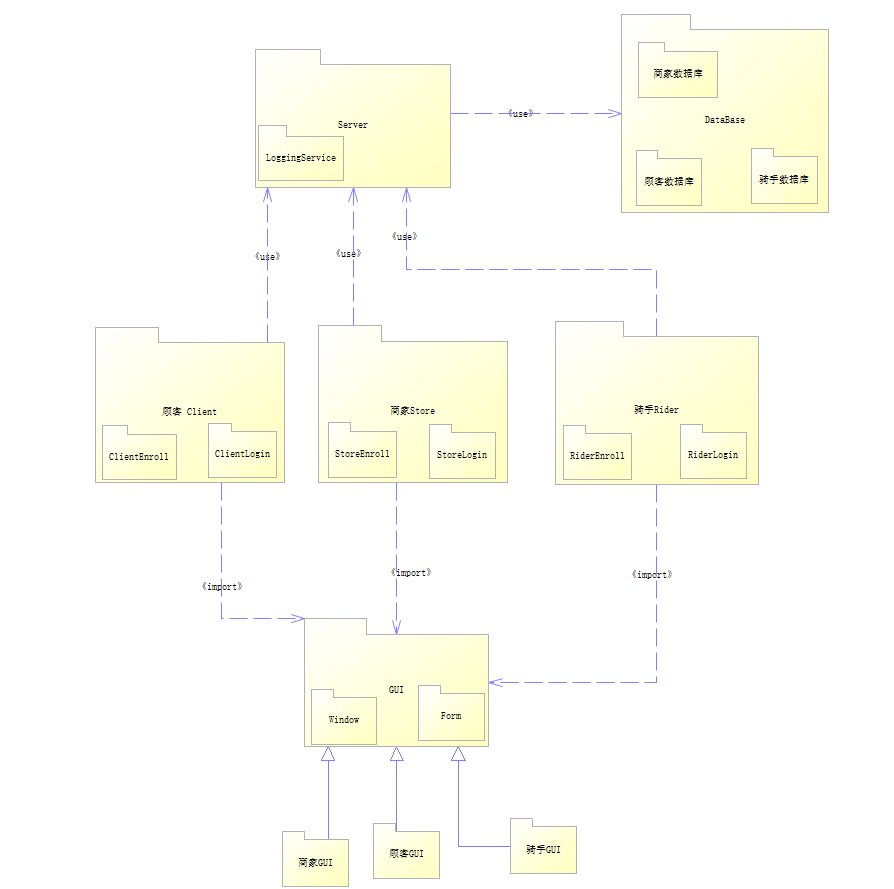 商家数据库
Server
《use》
DataBase
LoggingService
顾客数据库
骑手数据库
《use》
《use》
《use》
顾客 Client
商家Store
骑手Rider
ClientEnroll
ClientLogin
StoreEnroll
StoreLogin
RiderEnroll
RiderLogin
《import》
《import》
《import》
GUI
Window
Form
商家GUI
顾客GUI
骑手GUI